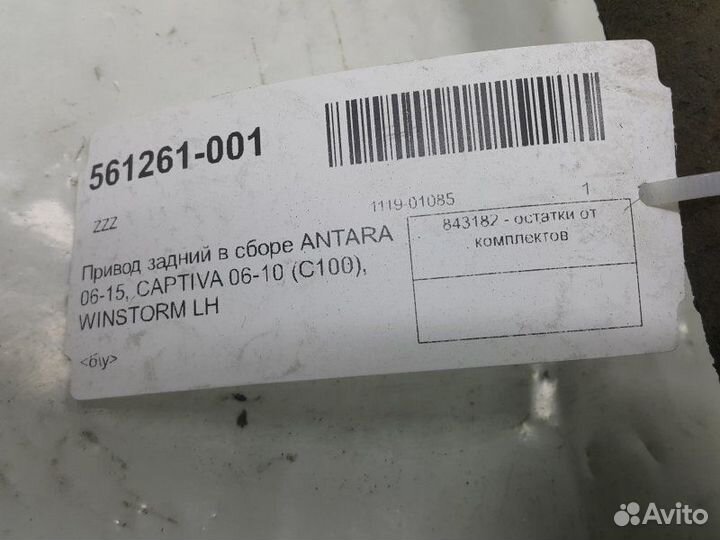 561261-001
ZZZ
1119-01085
1
843182 - остатки от
комплектов
Привод задний в сборе ANTARA
06-15, CAPTIVA 06-10 (C100),
WINSTORM LH
<б\у>
Avito